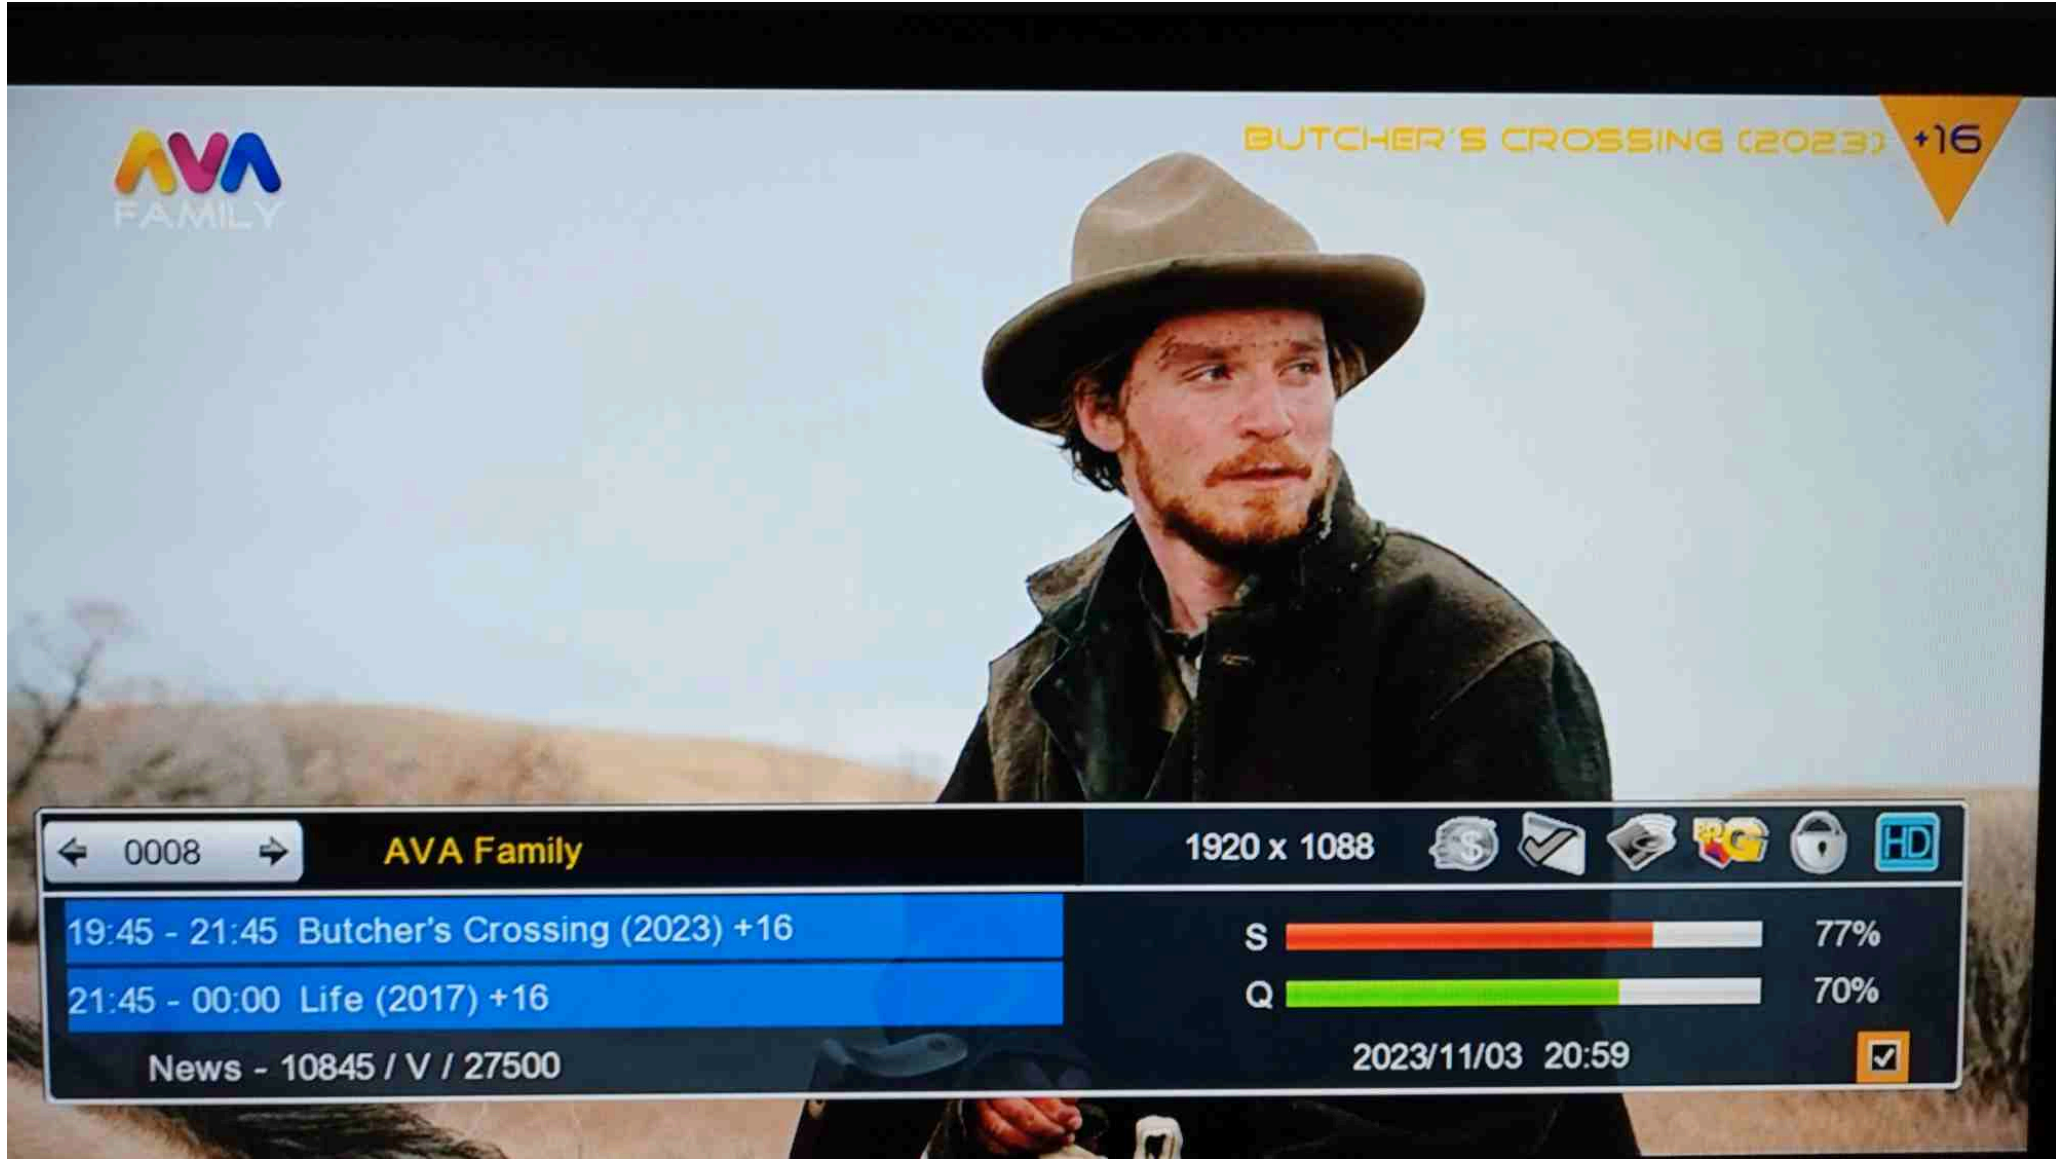 AVA
FAMILY
BUTCHER'S CROSSING (2023)
+16
0008
AVA Family
1920 x 1088
HD
19:45 - 21:45 Butcher's Crossing (2023) +16
S
77%
21:45 - 00:00 Life (2017) +16
Q
70%
News - 10845 / V / 27500
2023/11/03 20:59